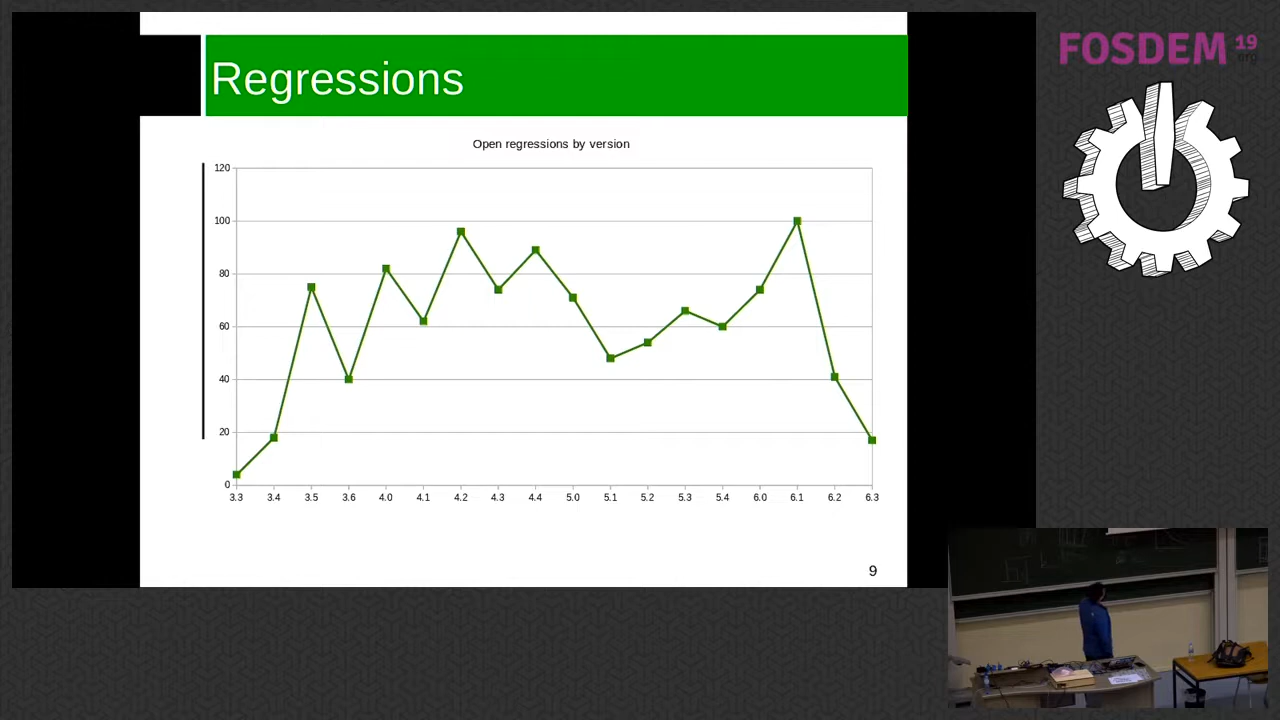 Regressions
Open regressions by version
120
100
80
60
40
20
0
3.3 3.4 3.5 3.6 4.0 4.1 4.2 4.3 4.4 5.0 5.1 5.2 5.3 5.4 6.0 6.1 6.2 6.3
9
FOSDEM 19
.org